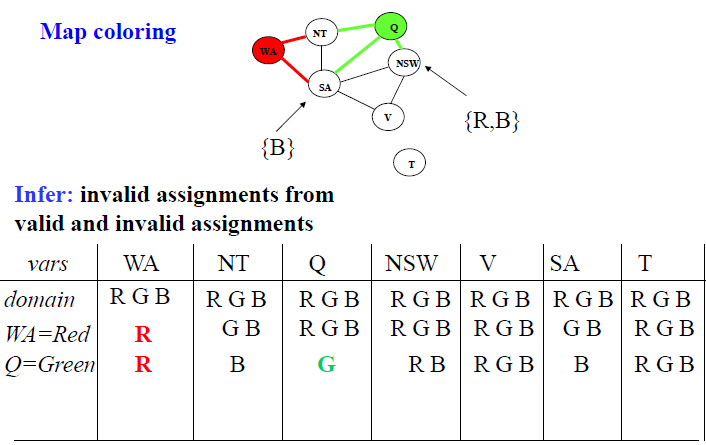 Map coloring
NT
Q
WA
NSW
SA
V
{R,B}
{B}
T
Infer: invalid assignments from
valid and invalid assignments
vars WA NT Q NSW V SA T
domain R G B R G B R G B R G B R G B R G B R G B
WA=Red R G B R G B R G B R G B G B R G B
Q=Green R B G R B R G B B R G B